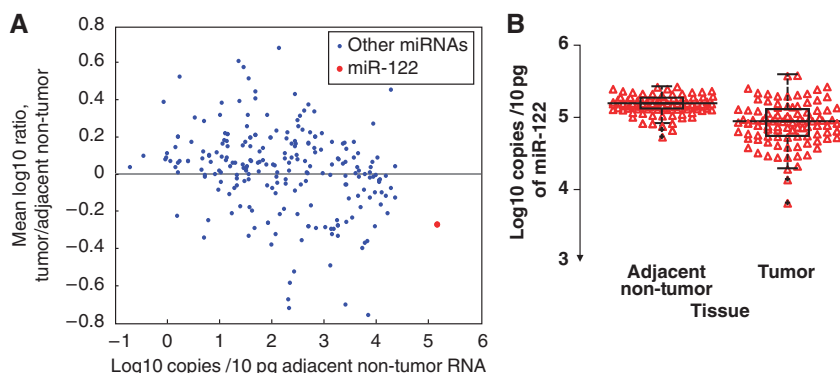 A
0.8
0.6
0.4
0.2
0
−0.2
−0.4
−0.6
−0.8
Mean log10 ratio,
tumor/adjacent non-tumor
Other miRNAs
miR-122
−1
0
1
2
3
4
5
6
Log10 copies /10 pg adjacent non-tumor RNA
B
6
5
4
3
Log10 copies /10 pg
of miR-122
Adjacent
non-tumor
Tumor
Tissue